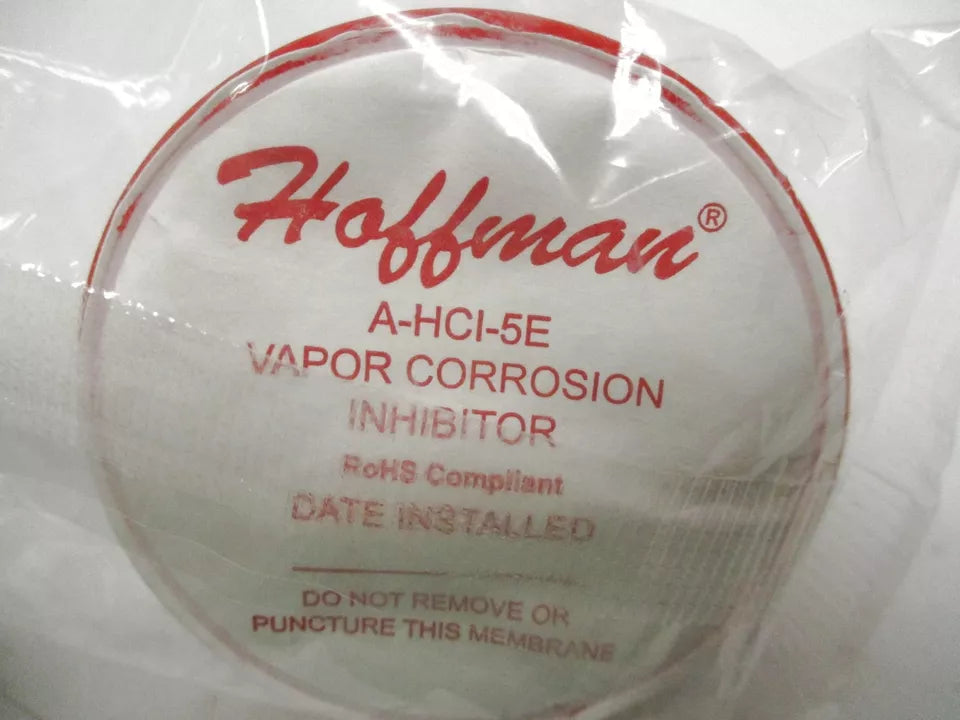 Hoffman®
A-HCI-5E
VAPOR CORROSION
INHIBITOR
RoHS Compliant
DATE INSTALLED
DO NOT REMOVE OR
PUNCTURE THIS MEMBRANE